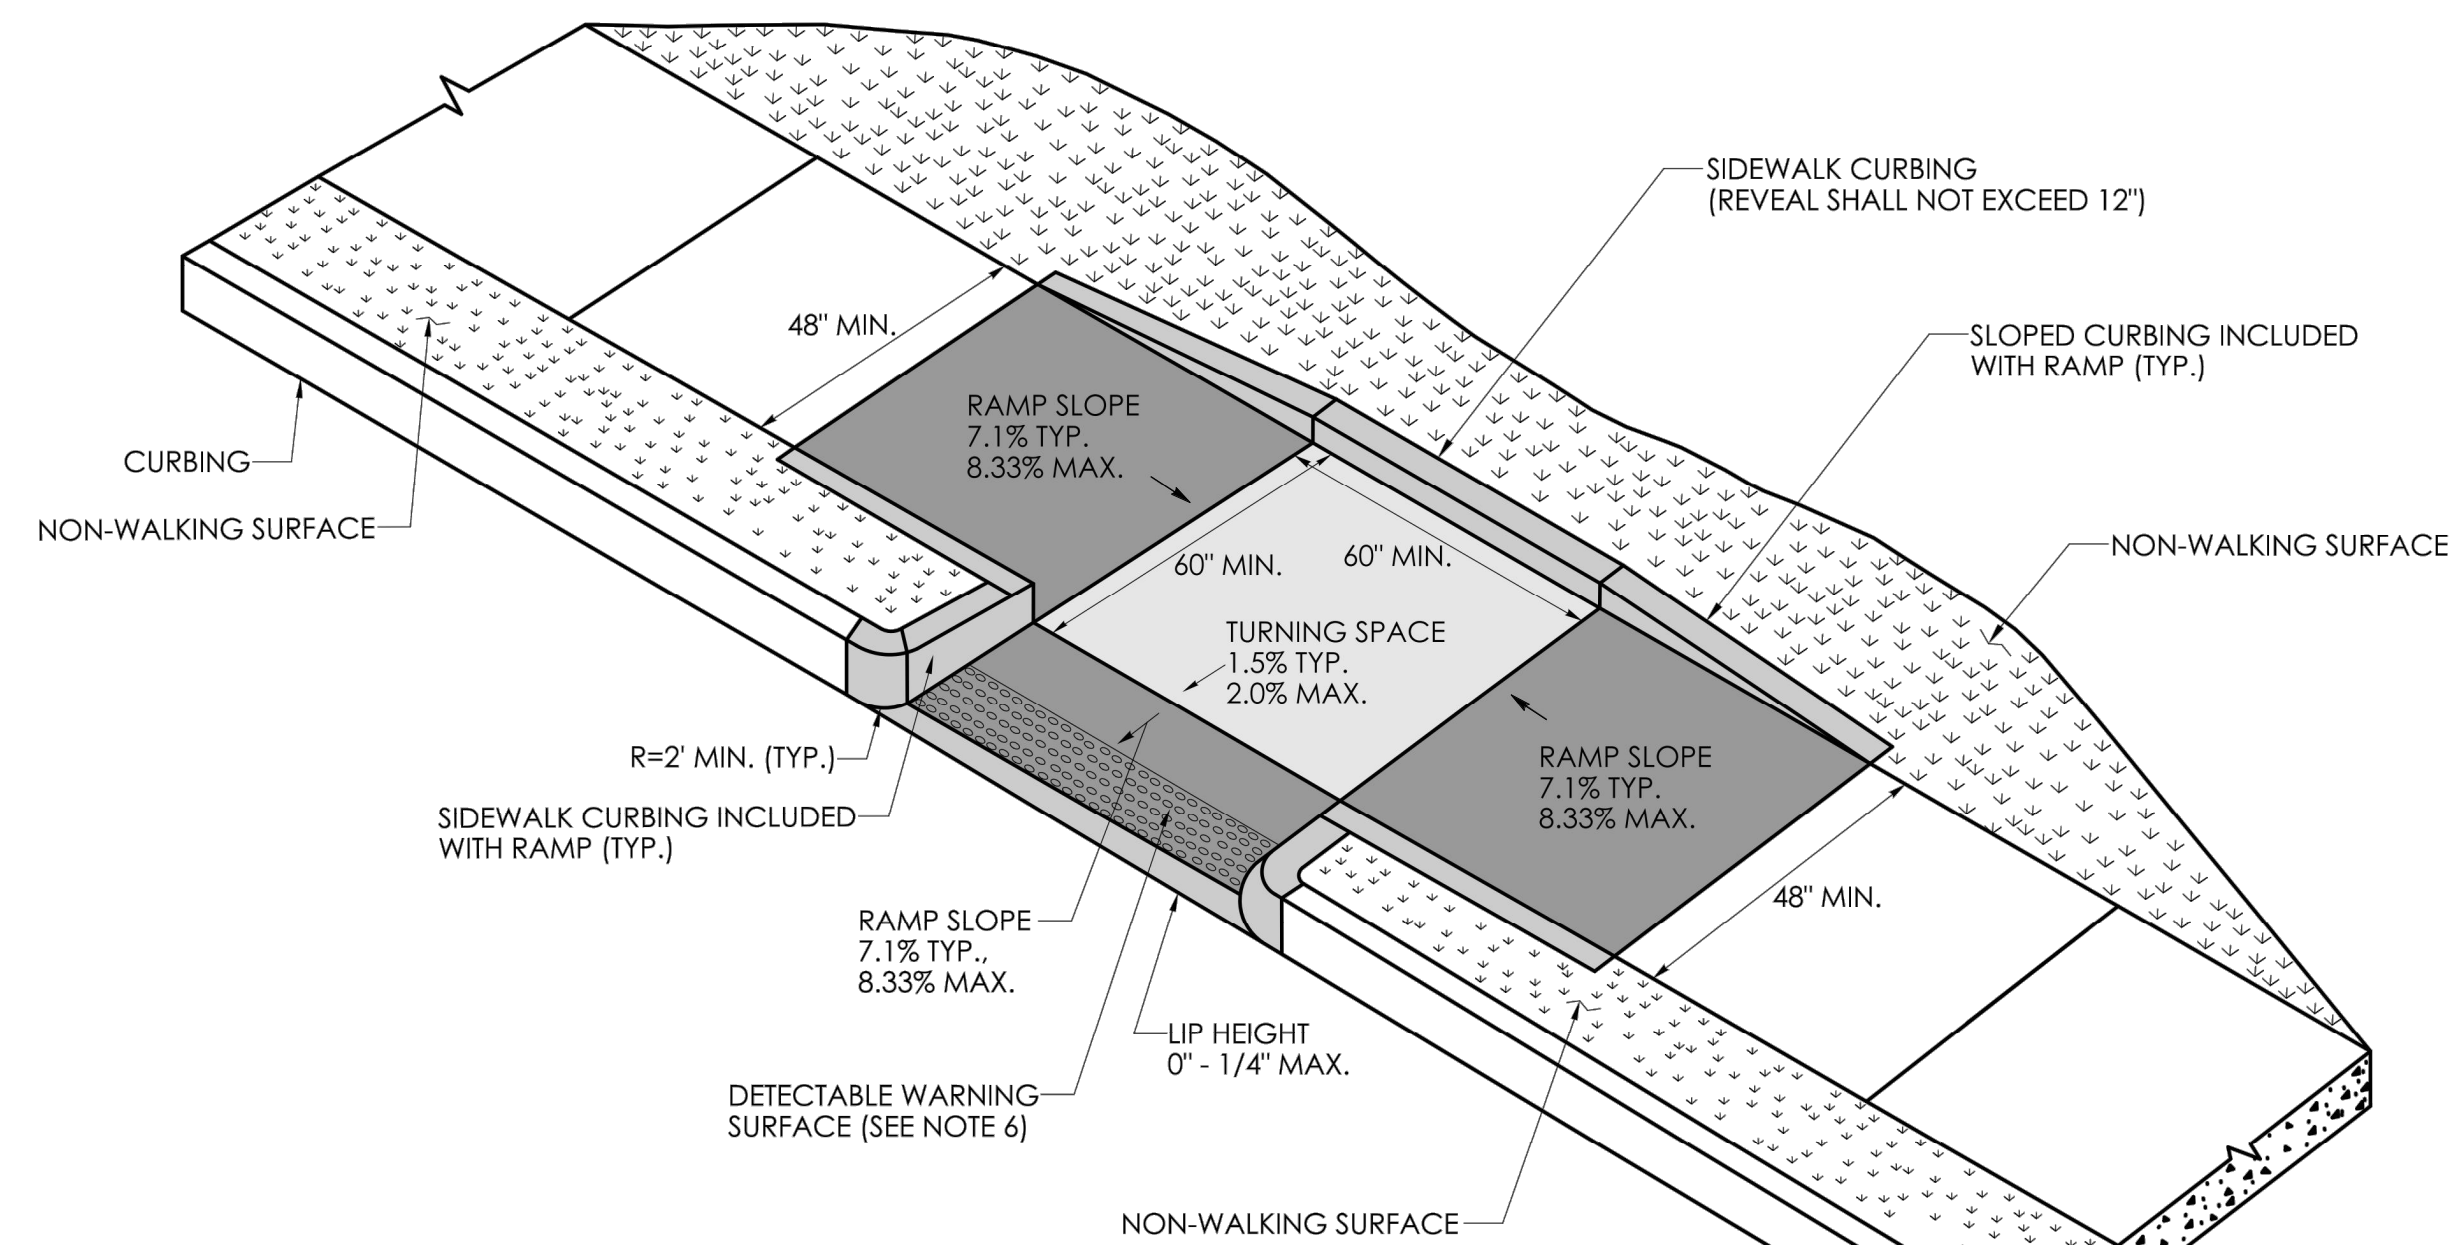 SIDEWALK CURBING
(REVEAL SHALL NOT EXCEED 12")
48" MIN.
SLOPED CURBING INCLUDED
WITH RAMP (TYP.)
RAMP SLOPE
7.1% TYP.
8.33% MAX.
CURBING
NON-WALKING SURFACE
NON-WALKING SURFACE
60" MIN.
60" MIN.
TURNING SPACE
1.5% TYP.
2.0% MAX.
R=2' MIN. (TYP.)
RAMP SLOPE
7.1% TYP.
8.33% MAX.
SIDEWALK CURBING INCLUDED
WITH RAMP (TYP.)
48" MIN.
RAMP SLOPE
7.1% TYP.,
8.33% MAX.
LIP HEIGHT
0" - 1/4" MAX.
DETECTABLE WARNING
SURFACE (SEE NOTE 6)
NON-WALKING SURFACE